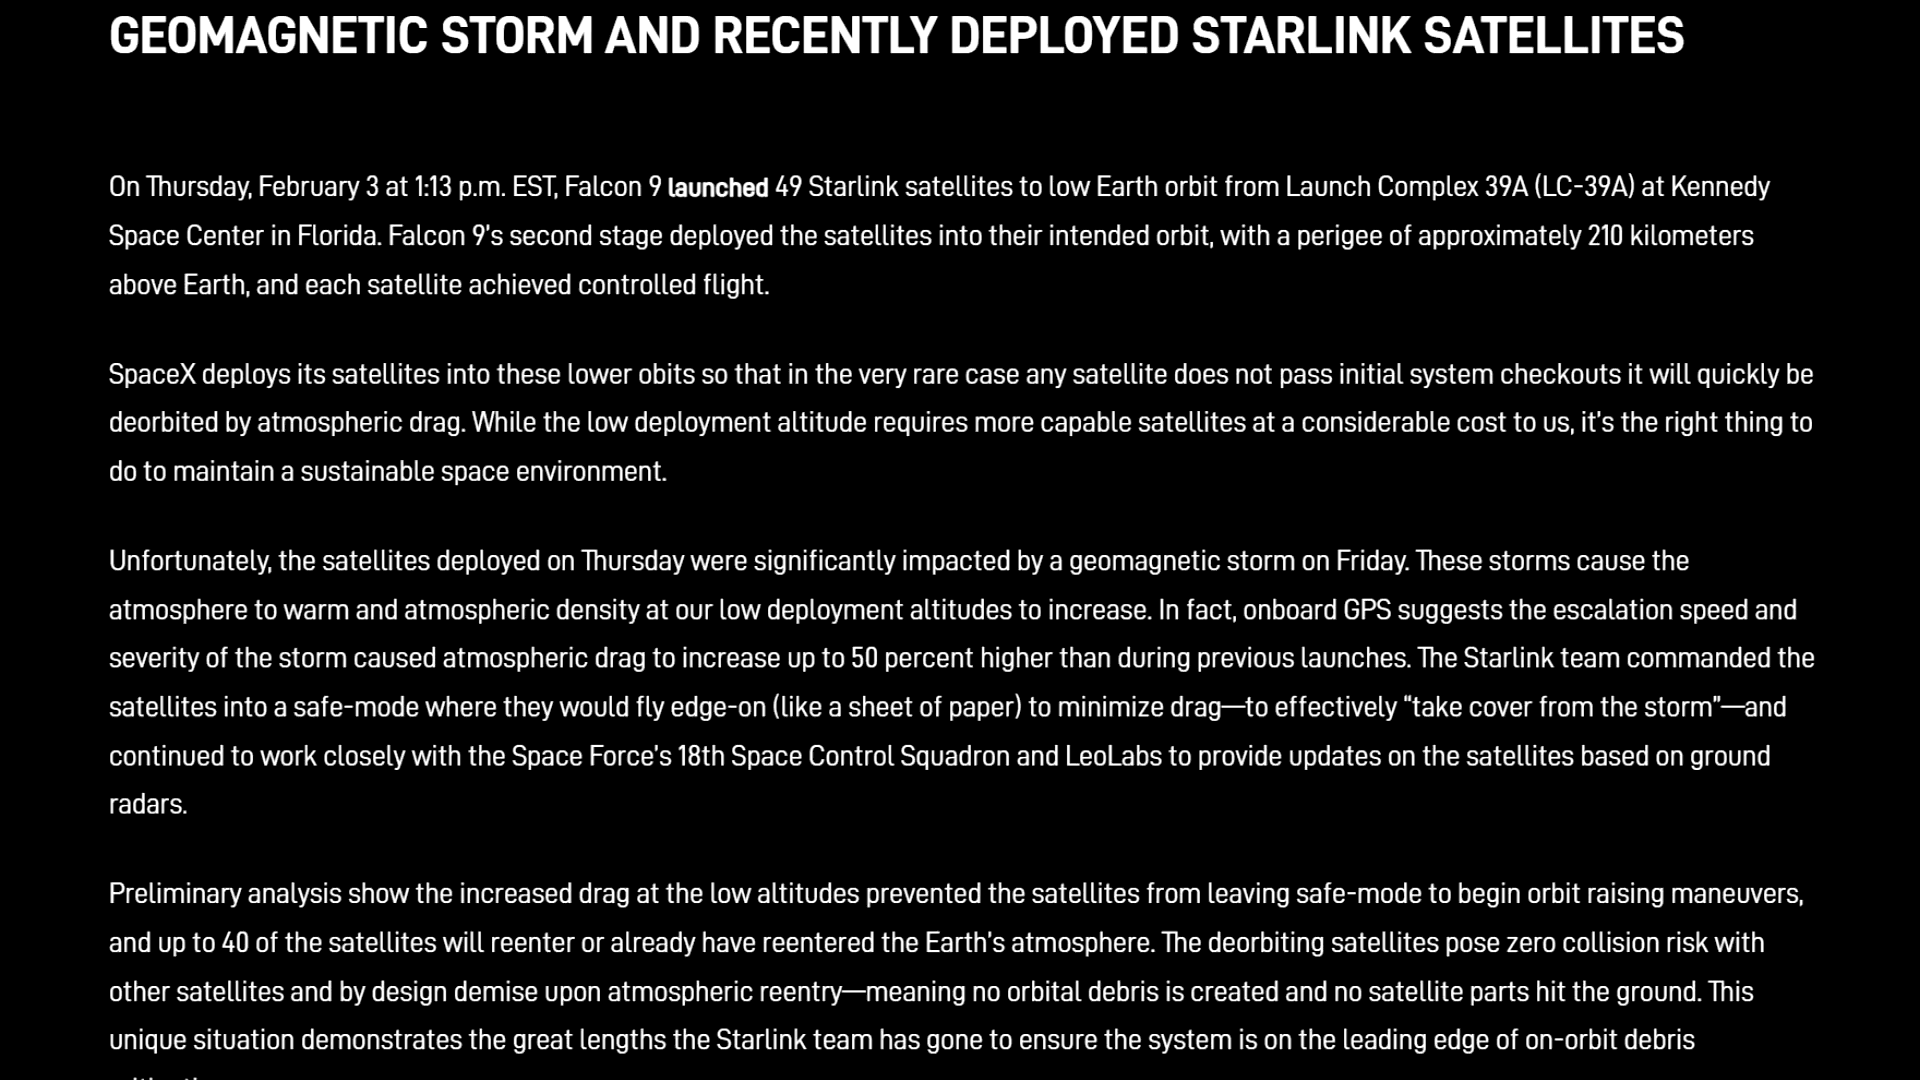 GEOMAGNETIC STORM AND RECENTLY DEPLOYED STARLINK SATELLITES
On Thursday, February 3 at 1:13 p.m. EST, Falcon 9 launched 49 Starlink satellites to low Earth orbit from Launch Complex 39A (LC-39A) at Kennedy
Space Center in Florida. Falcon 9’s second stage deployed the satellites into their intended orbit, with a perigee of approximately 210 kilometers
above Earth, and each satellite achieved controlled flight.
SpaceX deploys its satellites into these lower obits so that in the very rare case any satellite does not pass initial system checkouts it will quickly be
deorbited by atmospheric drag. While the low deployment altitude requires more capable satellites at a considerable cost to us, it’s the right thing to
do to maintain a sustainable space environment.
Unfortunately, the satellites deployed on Thursday were significantly impacted by a geomagnetic storm on Friday. These storms cause the
atmosphere to warm and atmospheric density at our low deployment altitudes to increase. In fact, onboard GPS suggests the escalation speed and
severity of the storm caused atmospheric drag to increase up to 50 percent higher than during previous launches. The Starlink team commanded the
satellites into a safe-mode where they would fly edge-on (like a sheet of paper) to minimize drag—to effectively “take cover from the storm”—and
continued to work closely with the Space Force’s 18th Space Control Squadron and LeoLabs to provide updates on the satellites based on ground
radars.
Preliminary analysis show the increased drag at the low altitudes prevented the satellites from leaving safe-mode to begin orbit raising maneuvers,
and up to 40 of the satellites will reenter or already have reentered the Earth’s atmosphere. The deorbiting satellites pose zero collision risk with
other satellites and by design demise upon atmospheric reentry—meaning no orbital debris is created and no satellite parts hit the ground. This
unique situation demonstrates the great lengths the Starlink team has gone to ensure the system is on the leading edge of on-orbit debris